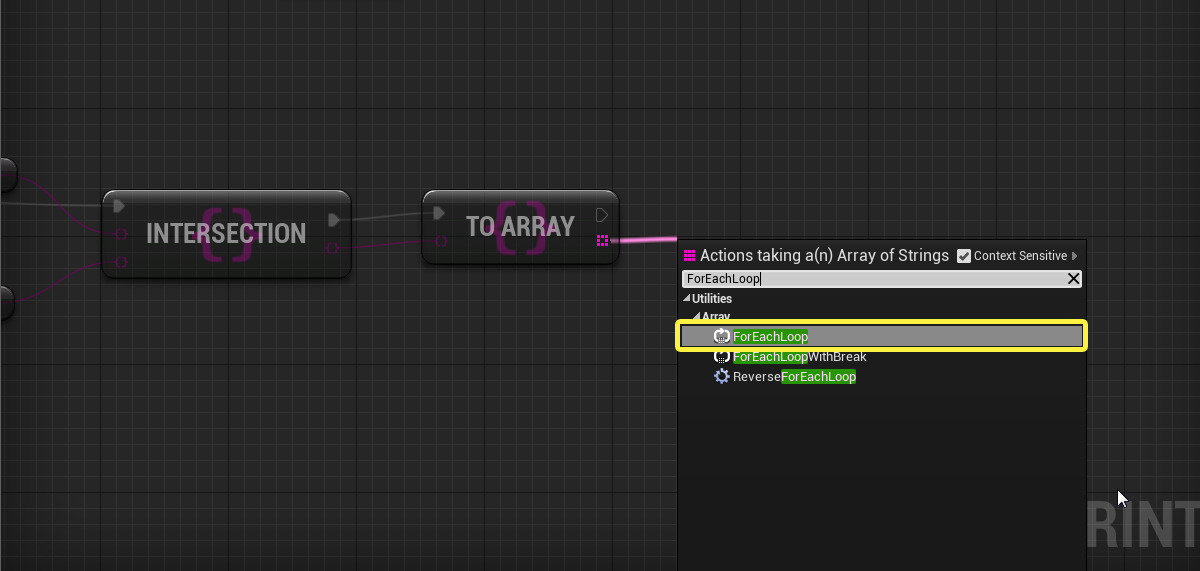 INTERSECTION
TO ARRAY
Actions taking a(n) Array of Strings Context Sensitive
ForEachLoop
Utilities
Array
ForEachLoop
ForEachLoopWithBreak
ReverseForEachLoop
RINT